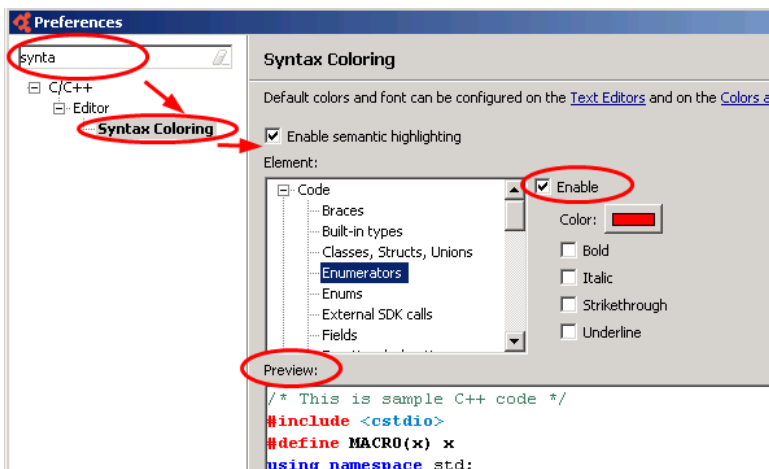 Preferences
synta
C/C++
Editor
Syntax Coloring
Syntax Coloring
Default colors and font can be configured on the Text Editors and on the Colors a
Enable semantic highlighting
Element:
Code
Braces
Built-in types
Classes, Structs, Unions
Enumerators
Enums
External SDK calls
Fields
Enable
Color:
Bold
Italic
Strikethrough
Underline
Preview:
/* This is sample C++ code */
#include <cstdio>
#define MACRO(x) x
using namespace std;